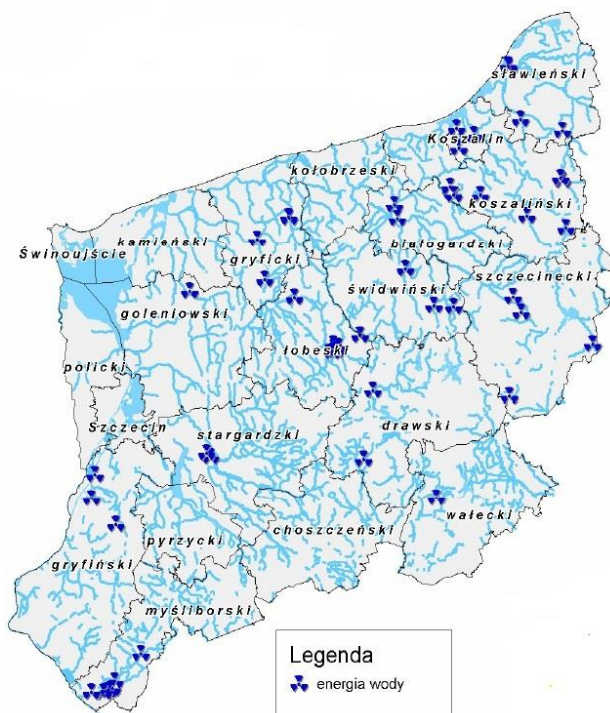 sławieński
Koszalin
kołobrzeski
koszaliński
kamieński
gryficki
białogardzki
Świnoujście
świdwiński
szczecinecki
goleniowski
łobeski
policki
Szczecin
stargardzki
drawski
wałecki
choszczeński
pyrzycki
gryfiński
myśliborski
Legenda
energia wody